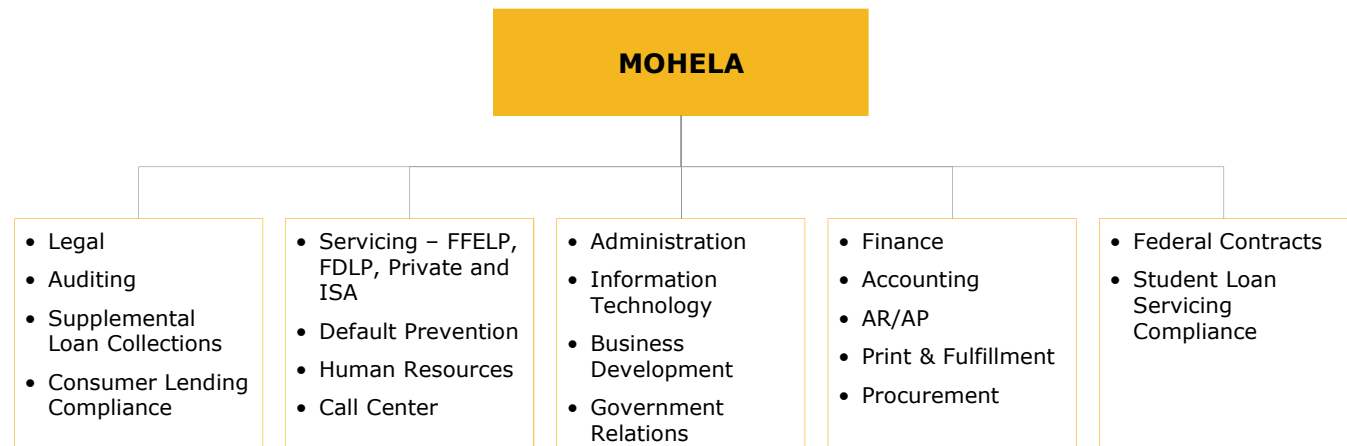 MOHELA
• Legal
• Auditing
• Supplemental
Loan Collections
• Consumer Lending
Compliance
• Servicing – FFELP,
FDLP, Private and
ISA
• Default Prevention
• Human Resources
• Call Center
• Administration
• Information
Technology
• Business
Development
• Government
Relations
• Finance
• Accounting
• AR/AP
• Print & Fulfillment
• Procurement
• Federal Contracts
• Student Loan
Servicing
Compliance